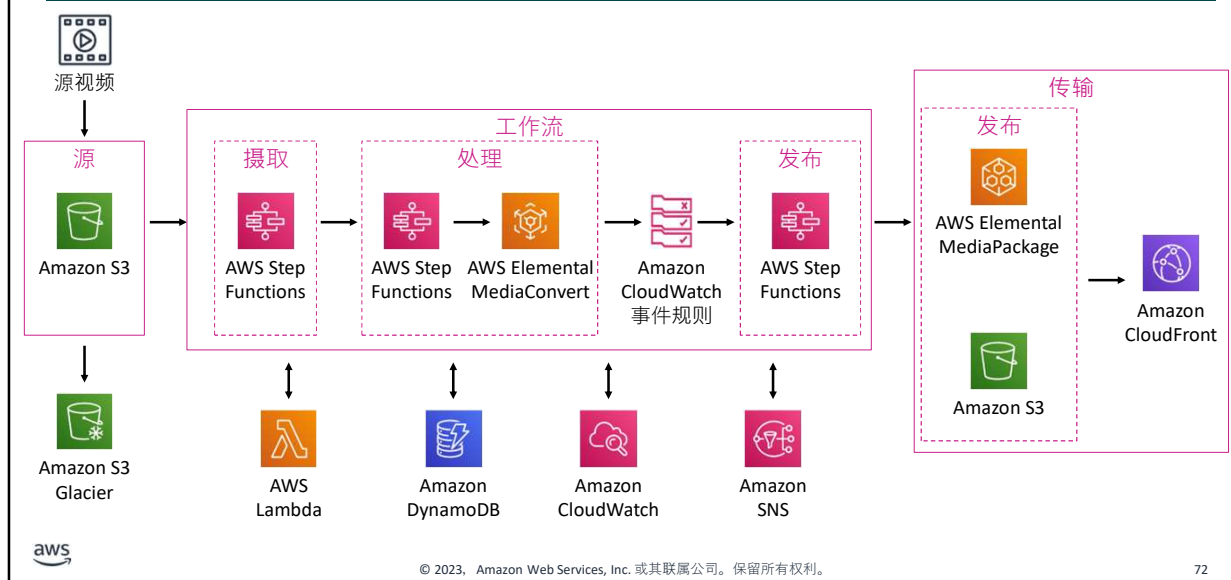 源视频
源
Amazon S3
Amazon S3
Glacier
工作流
摄取
AWS Step
Functions
处理
AWS Step
Functions
AWS Elemental
MediaConvert
Amazon
CloudWatch
事件规则
发布
AWS Step
Functions
AWS
Lambda
Amazon
DynamoDB
Amazon
CloudWatch
Amazon
SNS
传输
发布
AWS Elemental
MediaPackage
Amazon S3
Amazon
CloudFront
aws
© 2023， Amazon Web Services, Inc. 或其联属公司。保留所有权利。
72